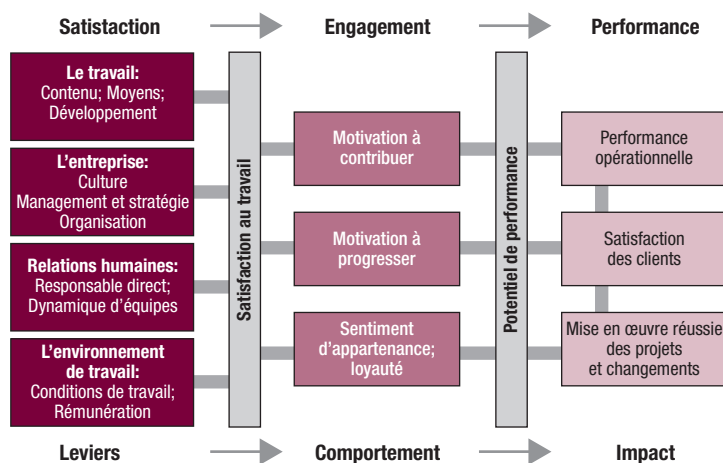 Satistaction
Engagement
Performance
Le travail:
Contenu; Moyens;
Développement
L'entreprise:
Culture
Management et stratégie
Organisation
Relations humaines:
Responsable direct;
Dynamique d'équipes
L'environnement
de travail:
Conditions de travail;
Rémunération
Satisfaction au travail
Motivation à
contribuer
Motivation à
progresser
Sentiment
d'appartenance;
loyauté
Potentiel de performance
Performance
opérationnelle
Satisfaction
des clients
Mise en œuvre réussie
des projets
et changements
Leviers
Comportement
Impact